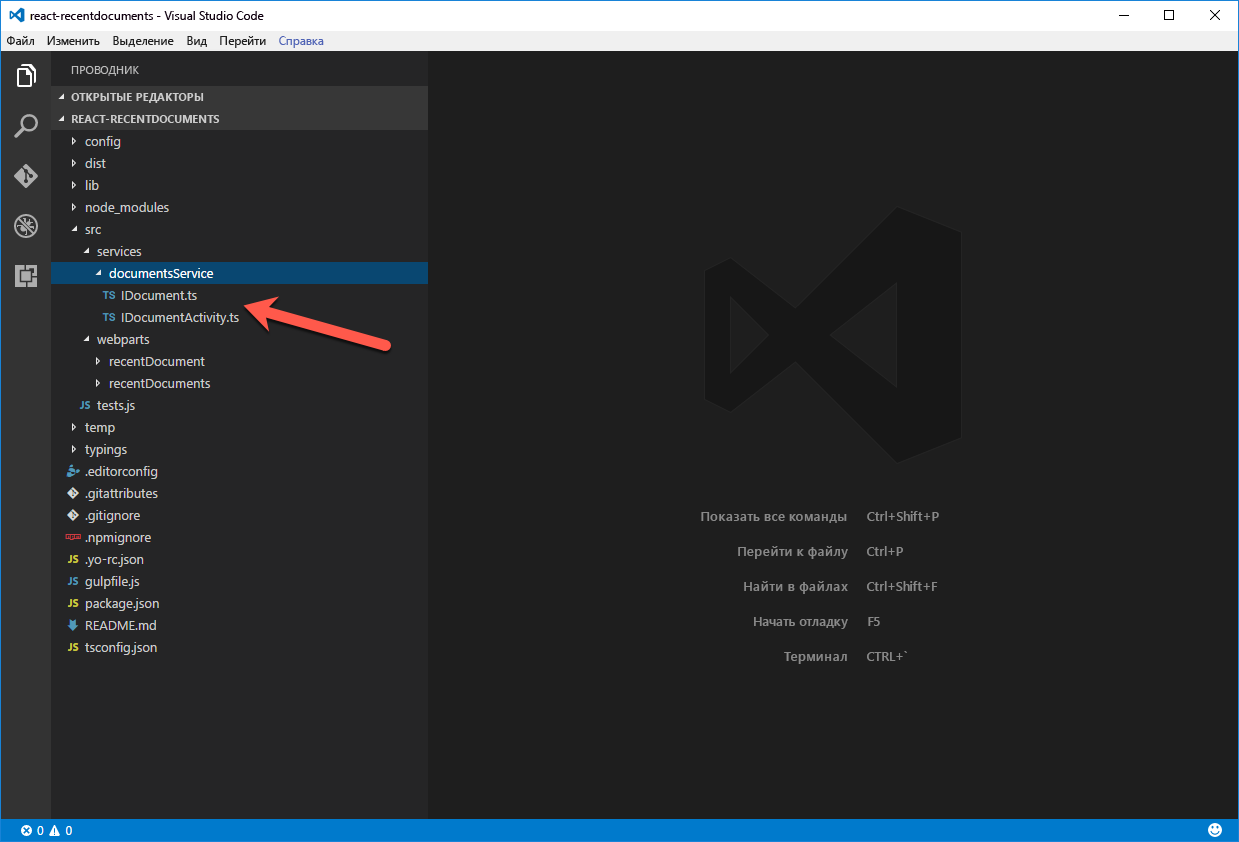 react-recentdocuments - Visual Studio Code
Файл Изменить Выделение Вид Перейти Справка
ПРОВОДНИК
ОТКРЫТЫЕ РЕДАКТОРЫ
REACT-RECENTDOCUMENTS
config
dist
lib
node_modules
src
services
documentsService
TS IDocument.ts
TS IDocumentActivity.ts
webparts
recentDocument
recentDocuments
JS tests.js
temp
typings
.editorconfig
.gitattributes
.gitignore
npm .npmignore
JS .yo-rc.json
JS gulpfile.js
JS package.json
README.md
JS tsconfig.json
Показать все команды Ctrl+Shift+P
Перейти к файлу Ctrl+P
Найти в файлах Ctrl+Shift+F
Начать отладку F5
Терминал CTRL+`
0 0